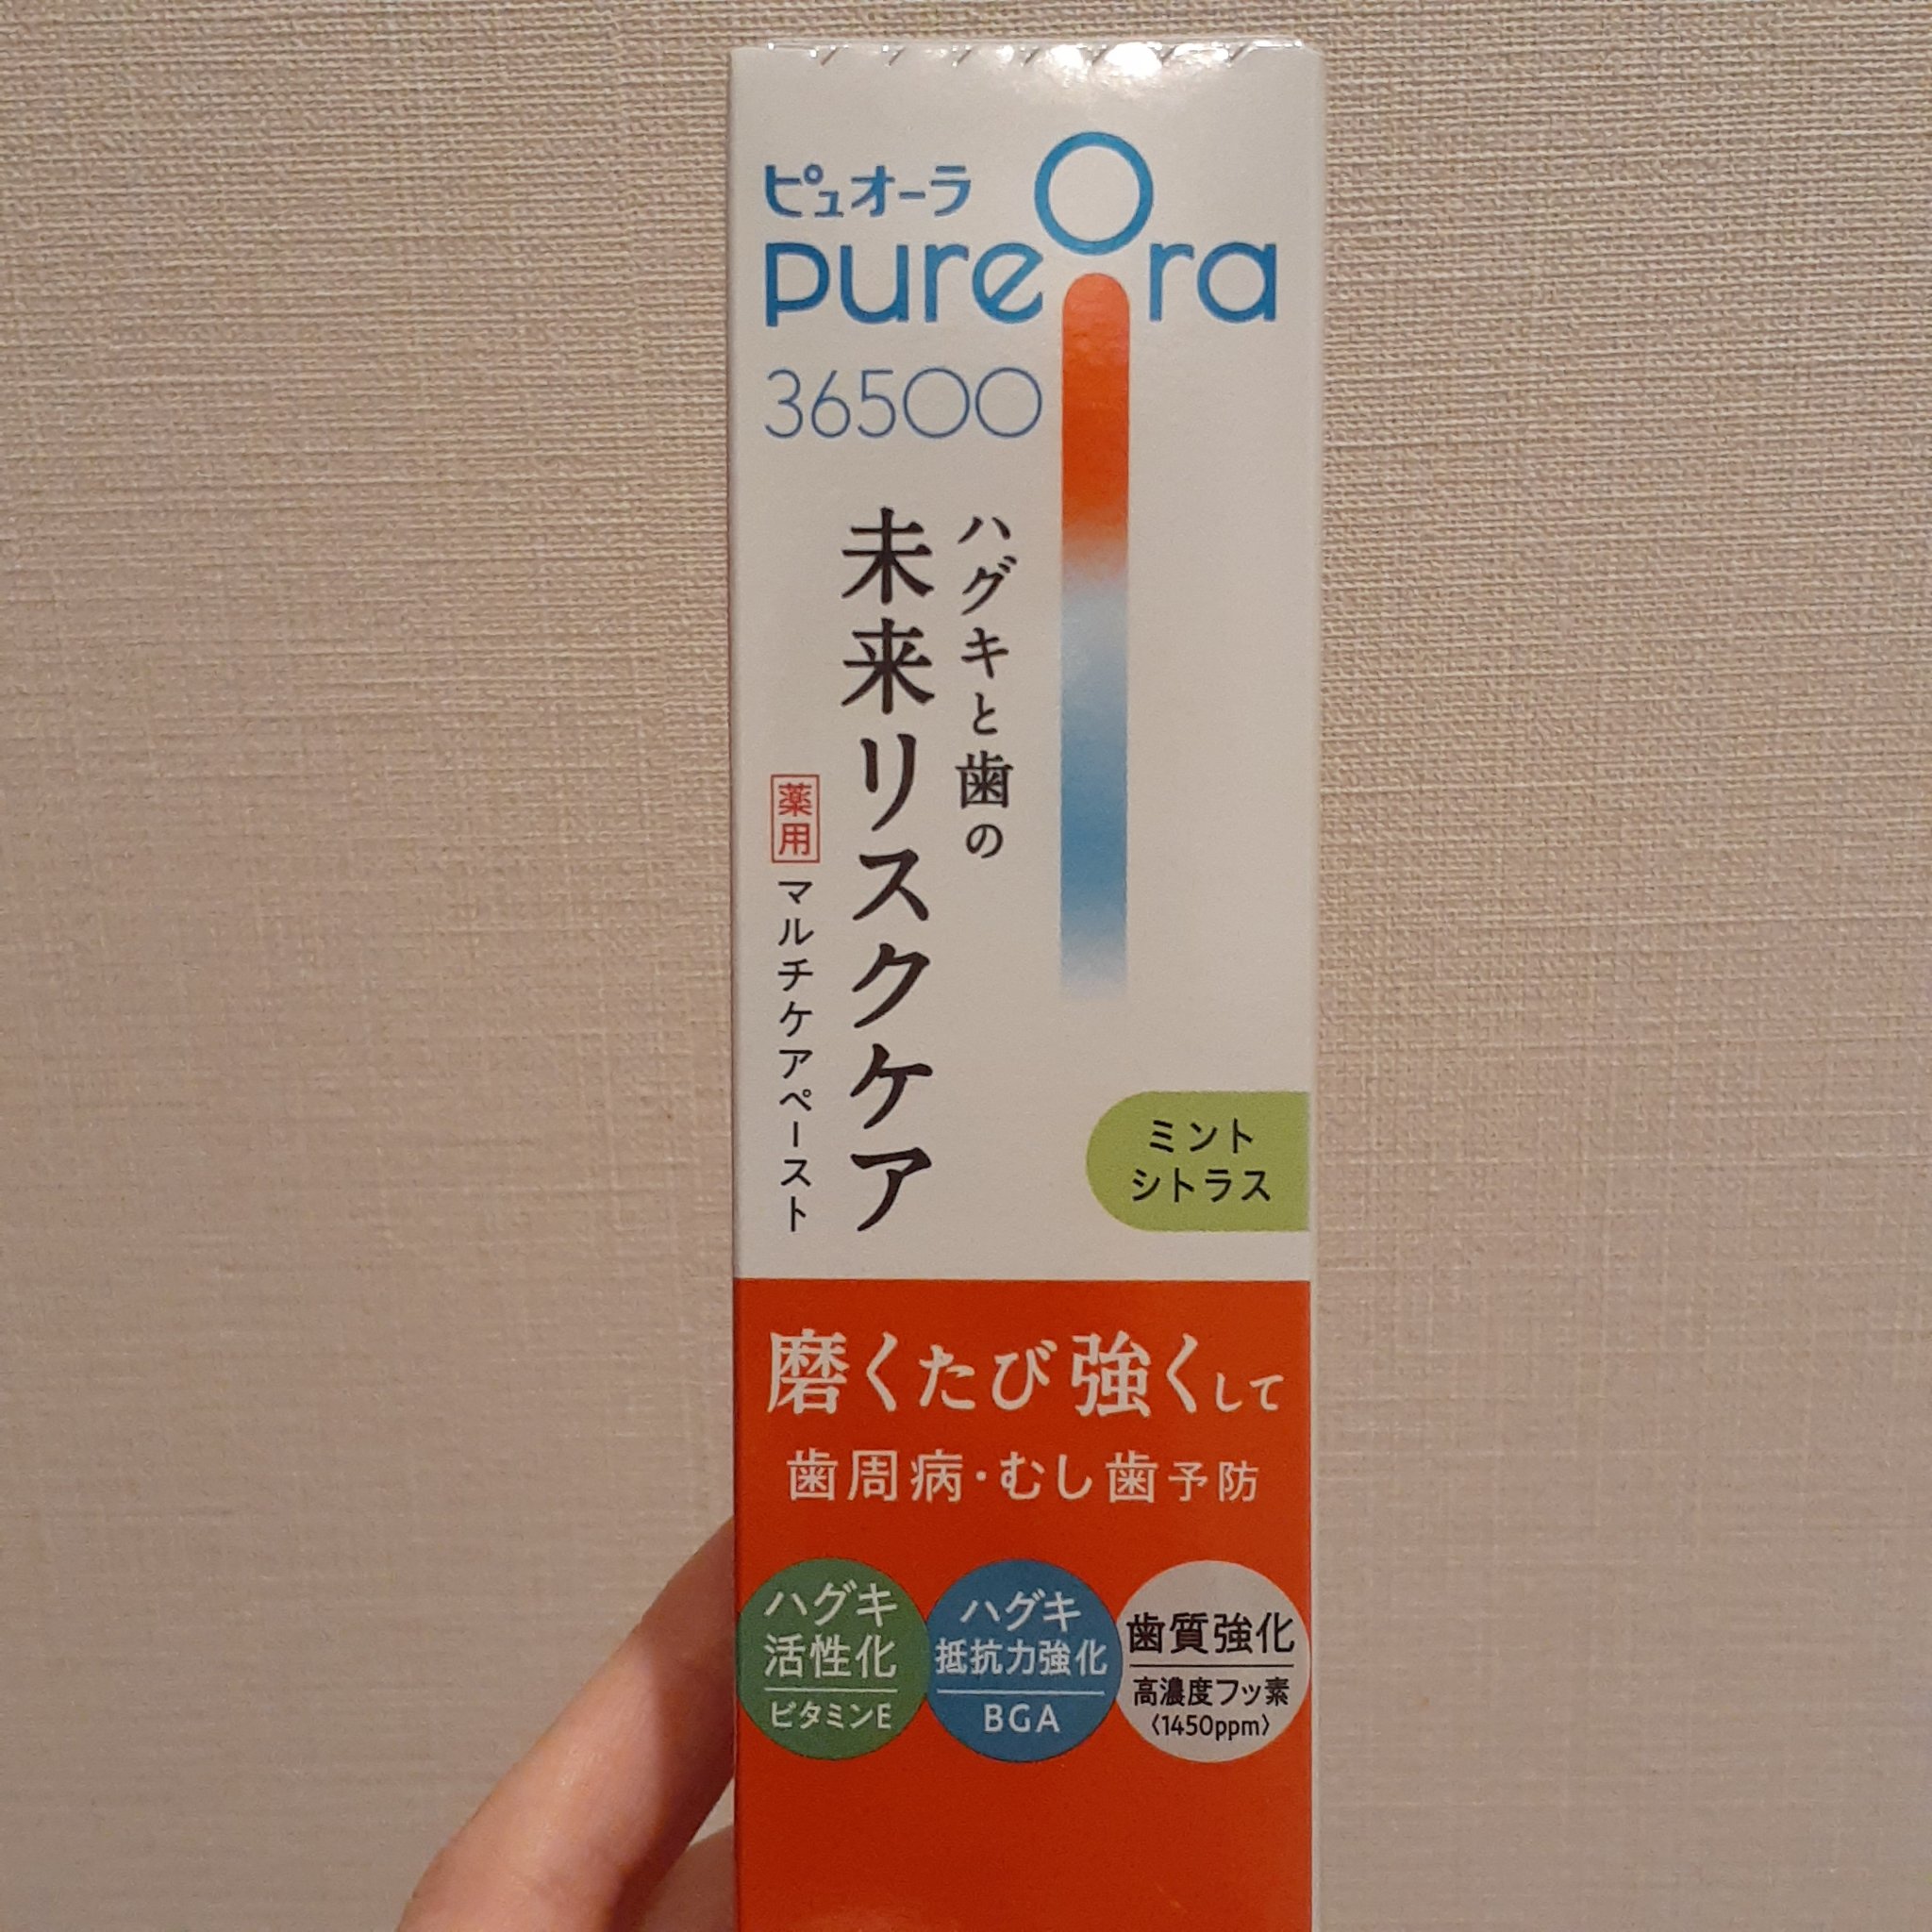 ピュオーラ
pureOra
36500
ハグキと歯の
未来リスクケア
薬用 マルチケアペースト
ミント
シトラス
磨くたび強くして
歯周病・むし歯予防
ハグキ
活性化
ビタミンE
ハグキ
抵抗力強化
BGA
歯質強化
高濃度フッ素
〈1450ppm〉